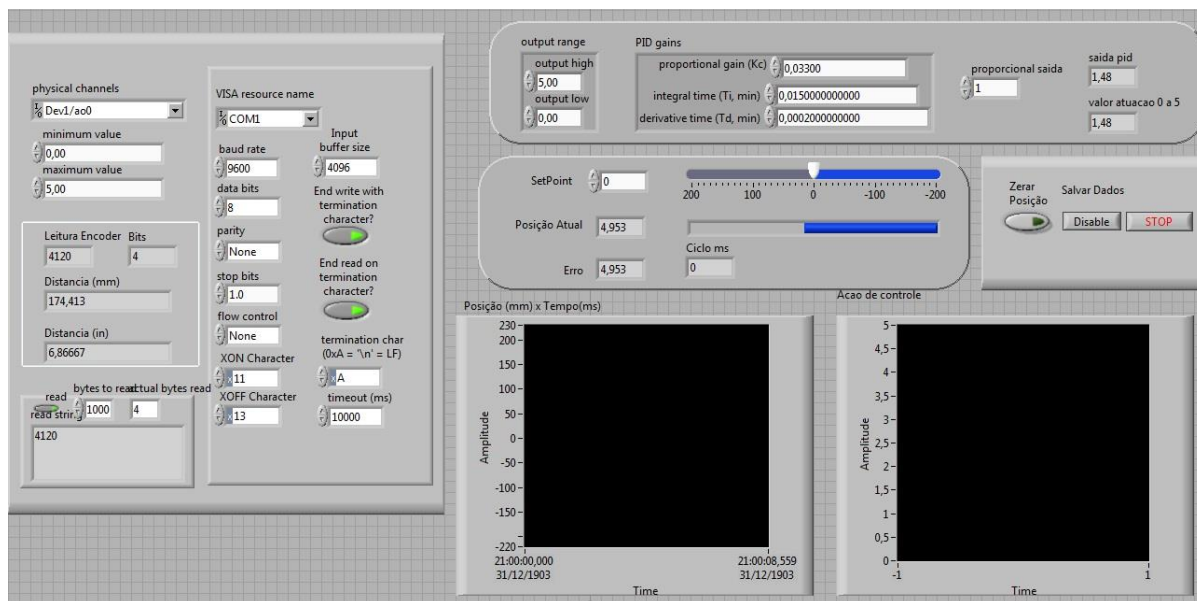 physical channels
Dev1/ao0
minimum value
0,00
maximum value
5,00
Leitura Encoder Bits
4120 4
Distancia (mm)
174,413
Distancia (in)
6,86667
read bytes to read actual bytes read
1000 4
read string
4120
VISA resource name
COM1
baud rate
9600
data bits
8
parity
None
stop bits
1.0
flow control
None
XON Character
x 11
XOFF Character
x 13
Input
buffer size
4096
End write with
termination
character?
End read on
termination
character?
termination char
(0xA = '\n' = LF)
x A
timeout (ms)
10000
output range
output high
5,00
output low
0,00
PID gains
proportional gain (Kc) 0,03300
integral time (Ti, min) 0,0150000000000
derivative time (Td, min) 0,0002000000000
proporcional saida
1
saida pid
1,48
valor atuacao 0 a 5
1,48
SetPoint 0
200 100 0 -100 -200
Posição Atual 4,953
Ciclo ms
0
Erro 4,953
Zerar
Posição
Salvar Dados
Disable STOP
Posição (mm) x Tempo(ms)
Amplitude
230
200
150
100
50
0
-50
-100
-150
-220
21:00:00,000
31/12/1903
21:00:08,559
31/12/1903
Time
Acao de controle
Amplitude
5
4,5
4
3,5
3
2,5
2
1,5
1
0,5
0
-1 1
Time